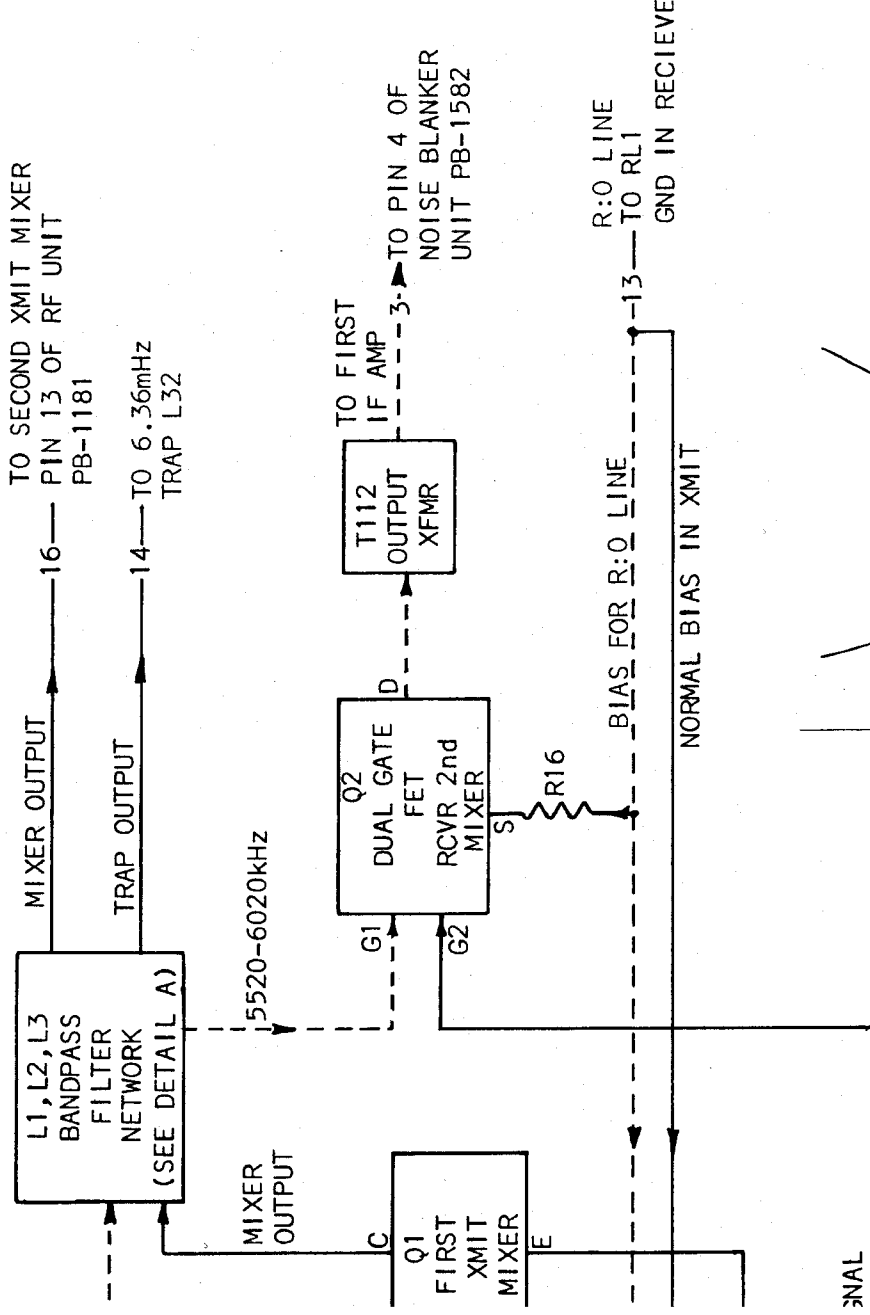 TO SECOND XMIT MIXER
16 PIN 13 OF RF UNIT
PB-1181
MIXER OUTPUT
14 TO 6.36mHz
TRAP L32
TRAP OUTPUT
L1,L2,L3
BANDPASS
FILTER
NETWORK
(SEE DETAIL A)
5520-6020kHz
MIXER
OUTPUT
C
Q1
FIRST
XMIT
MIXER
E
G1
G2
Q2
DUAL GATE
FET
RCVR 2nd
MIXER
D
S
R16
T112
OUTPUT
XFMR
TO FIRST
IF AMP
3 TO PIN 4 OF
NOISE BLANKER
UNIT PB-1582
R:O LINE
13 TO RL1
GND IN RECIEVE
BIAS FOR R:O LINE
NORMAL BIAS IN XMIT
GNAL